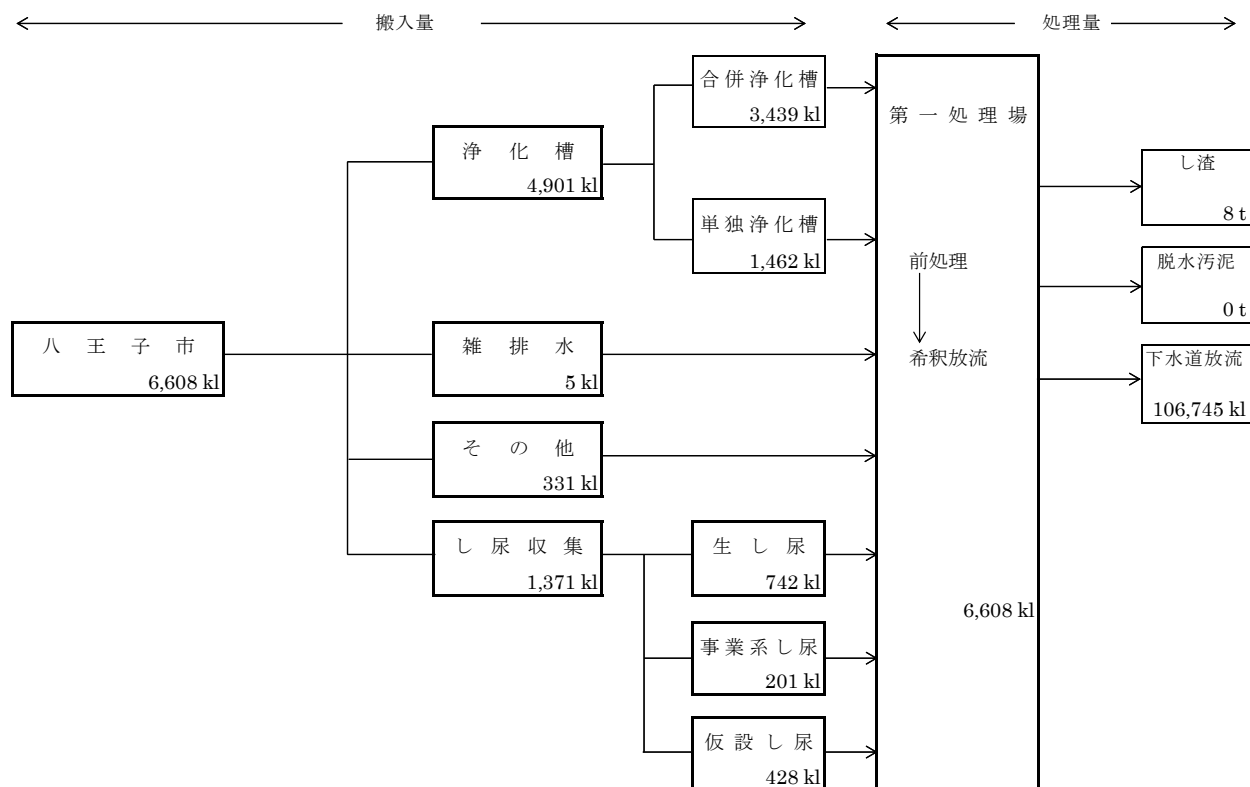 搬入量
処理量
八王子市
6,608 kl
浄化槽
4,901 kl
合併浄化槽
3,439 kl
単独浄化槽
1,462 kl
雑排水
5 kl
その他
331 kl
し尿収集
1,371 kl
生し尿
742 kl
事業系し尿
201 kl
仮設し尿
428 kl
第一処理場
前処理
希釈放流
6,608 kl
し渣
8 t
脱水汚泥
0 t
下水道放流
106,745 kl